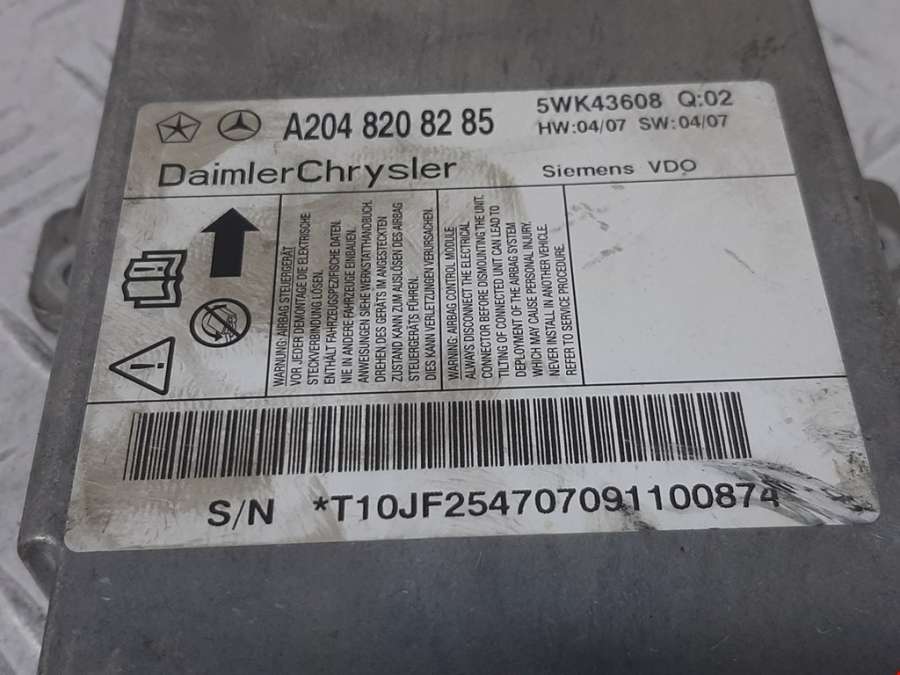 A204 820 82 85
5WK43608 Q:02
HW:04/07 SW:04/07
DaimlerChrysler
Siemens VDO
WARNUNG: AIRBAG STEUERGERÄT
VOR JEDER DEMONTAGE DIE ELEKTRISCHE
STECKVERBINDUNG LÖSEN.
ENTHÄLT FAHRZEUGSPEZIFISCHE DATEN.
NIE IN ANDERE FAHRZEUGE EINBAUEN.
ANWEISUNGEN SIEHE WERKSTATTHANDBUCH.
DREHEN DES GERÄTS IM ANGESTECKTEN
ZUSTAND KANN ZUM AUSLÖSEN DES AIRBAG
STEUERGERÄTS FÜHREN.
DIES KANN VERLETZUNGEN VERURSACHEN.
WARNING: AIRBAG CONTROL MODULE
ALWAYS DISCONNECT THE ELECTRICAL
CONNECTOR BEFORE DISMOUNTING THE UNIT.
TILTING OF CONNECTED UNIT CAN LEAD TO
DEPLOYMENT OF THE AIRBAG SYSTEM
WHICH MAY CAUSE PERSONAL INJURY.
NEVER INSTALL IN ANOTHER VEHICLE
REFER TO SERVICE PROCEDURE.
S/N *T10JF254707091100874